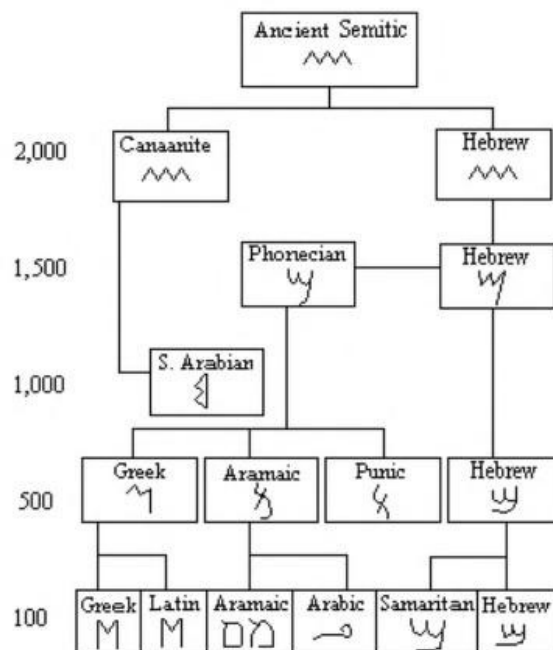 Ancient Semitic
2,000 Canaanite Hebrew
1,500 Phonecian Hebrew
S. Arabian
1,000
Greek Aramaic Punic Hebrew
500
100 Greek Latin Aramaic Arabic Samaritan Hebrew
M M םמ